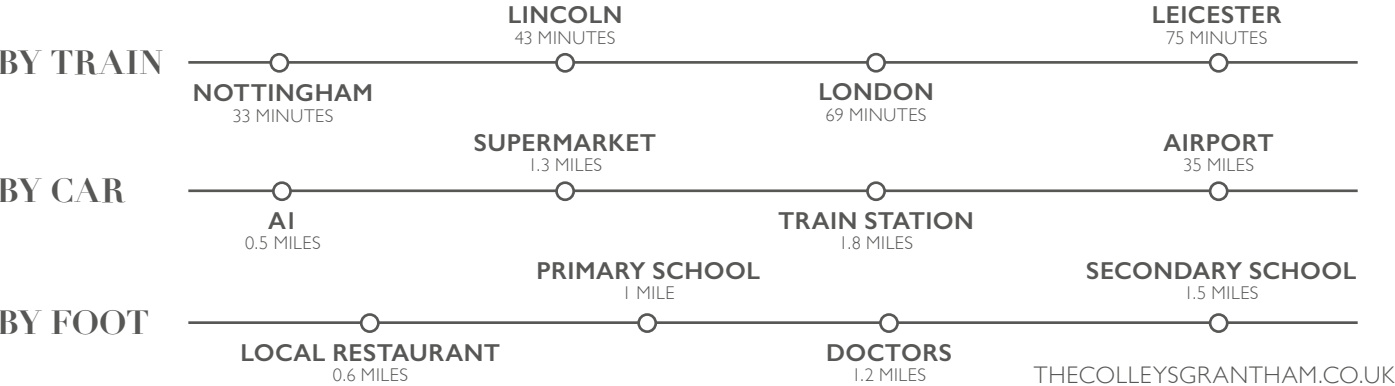 BY TRAIN
NOTTINGHAM
33 MINUTES
LINCOLN
43 MINUTES
LONDON
69 MINUTES
LEICESTER
75 MINUTES
BY CAR
A1
0.5 MILES
SUPERMARKET
1.3 MILES
TRAIN STATION
1.8 MILES
AIRPORT
35 MILES
BY FOOT
LOCAL RESTAURANT
0.6 MILES
PRIMARY SCHOOL
1 MILE
DOCTORS
1.2 MILES
SECONDARY SCHOOL
1.5 MILES
THECOLLEYSGRANTHAM.CO.UK